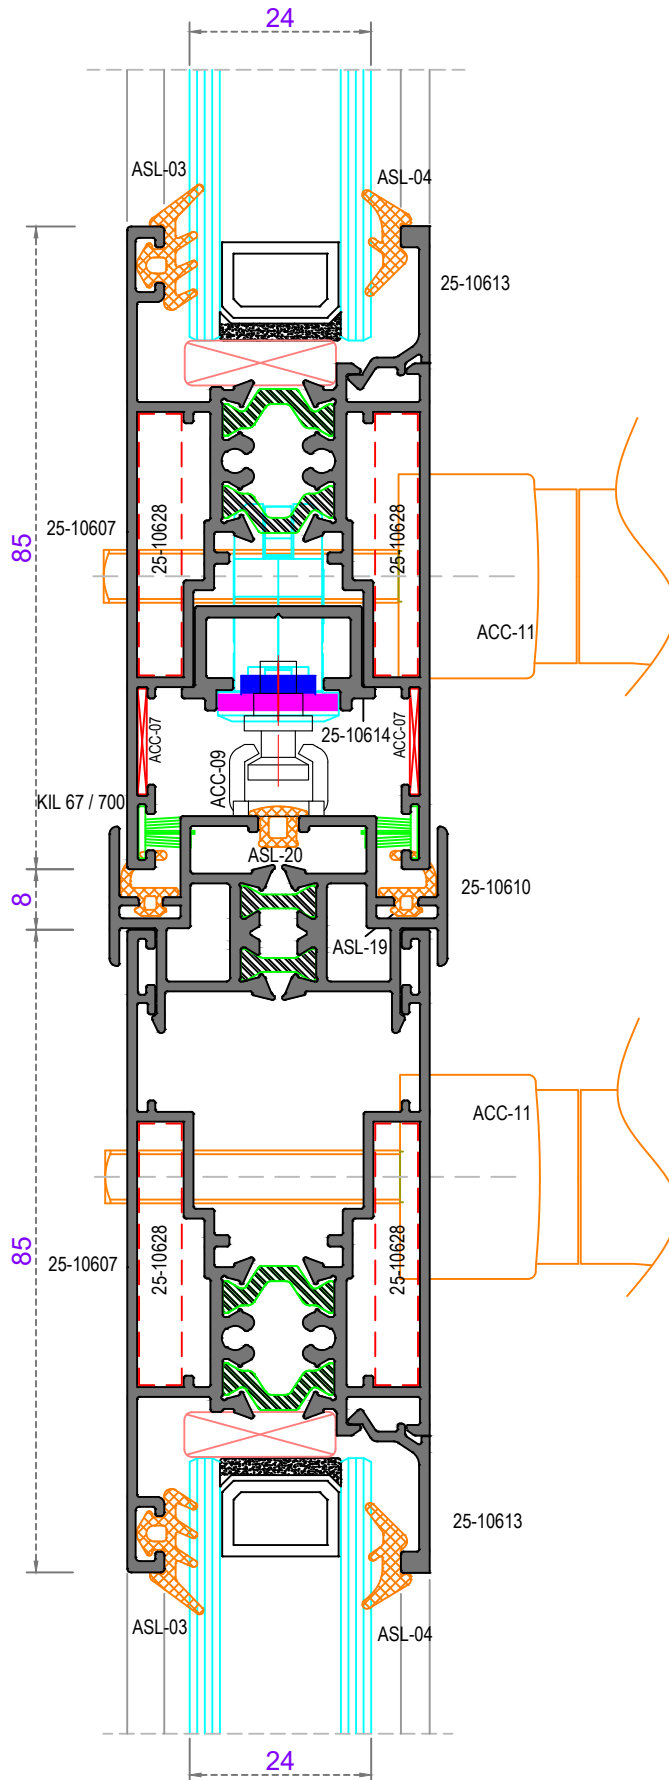 24
ASL-03
ASL-04
25-10613
25-10607
25-10628
25-10628
85
ACC-11
ACC-07
25-10614
ACC-07
ACC-09
KIL 67 / 700
ASL-20
25-10610
8
ASL-19
ACC-11
25-10607
25-10628
25-10628
85
25-10613
ASL-03
ASL-04
24